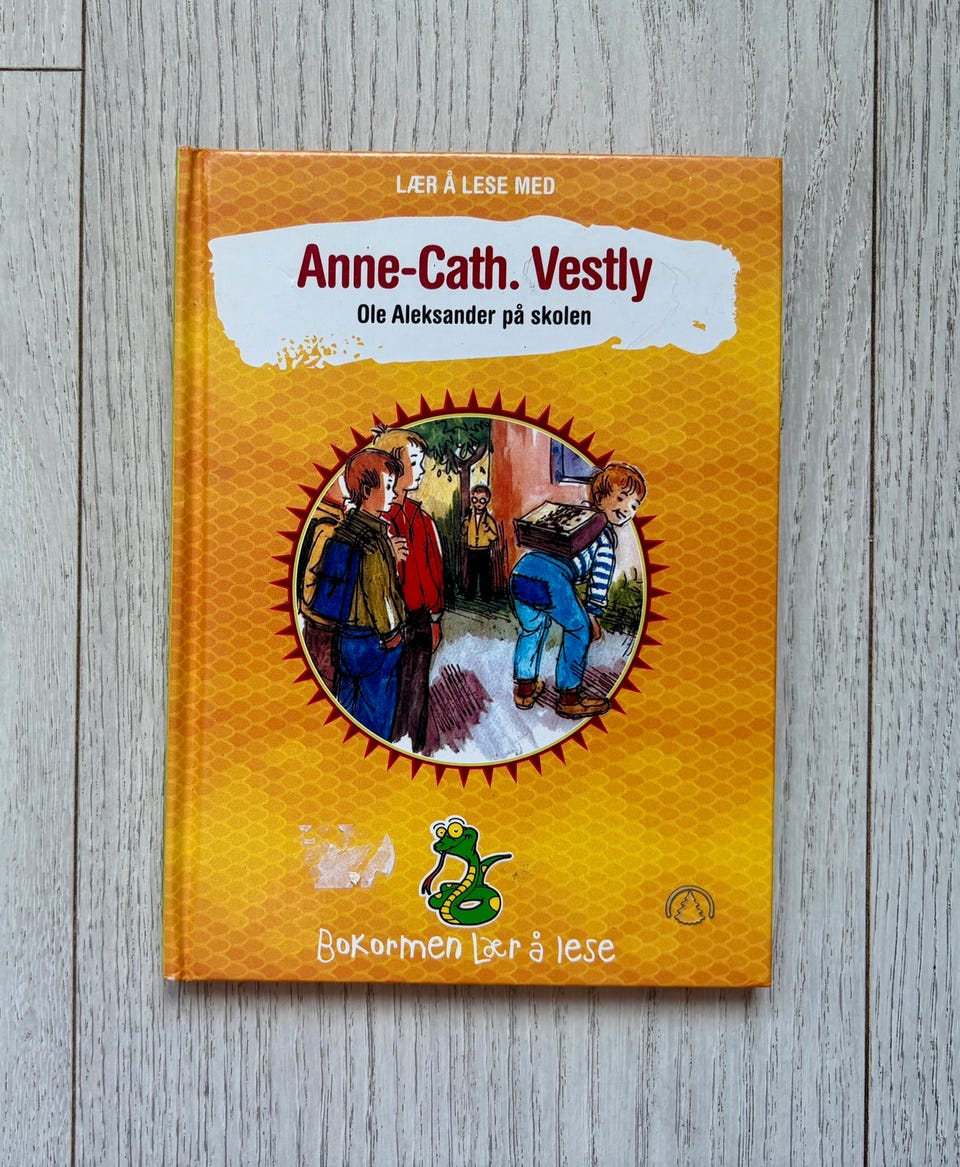 LÆR Å LESE MED
Anne-Cath. Vestly
Ole Aleksander på skolen
Bokormen Lær å lese